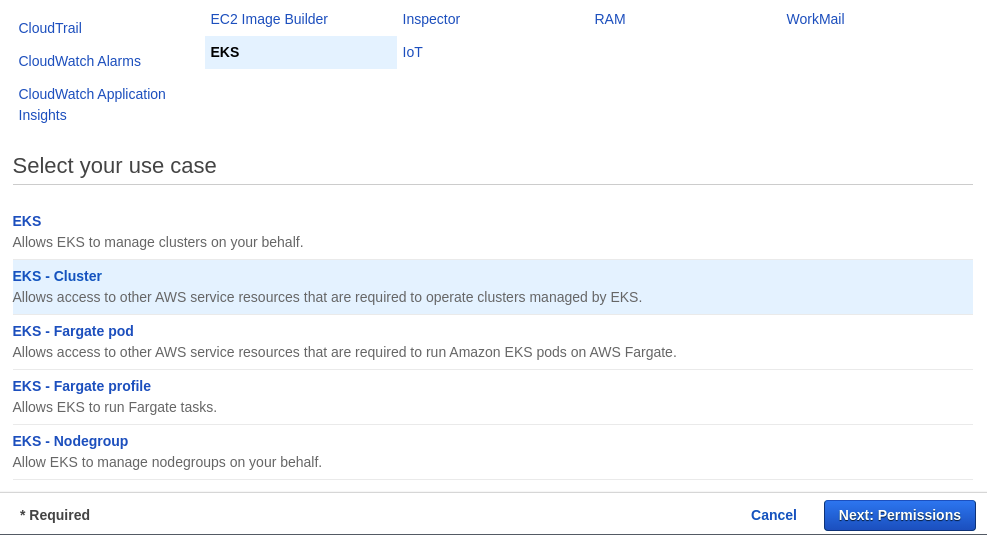 CloudTrail
CloudWatch Alarms
CloudWatch Application
Insights
EC2 Image Builder
EKS
Inspector
IoT
RAM
WorkMail
Select your use case
EKS
Allows EKS to manage clusters on your behalf.
EKS - Cluster
Allows access to other AWS service resources that are required to operate clusters managed by EKS.
EKS - Fargate pod
Allows access to other AWS service resources that are required to run Amazon EKS pods on AWS Fargate.
EKS - Fargate profile
Allows EKS to run Fargate tasks.
EKS - Nodegroup
Allow EKS to manage nodegroups on your behalf.
* Required
Cancel
Next: Permissions